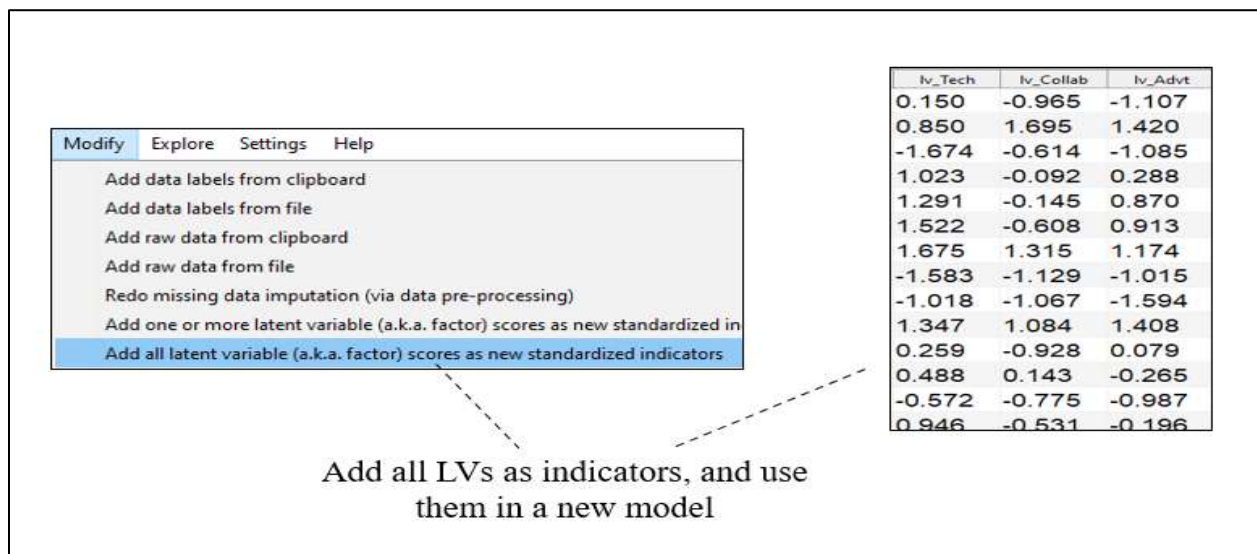 Modify Explore Settings Help
Add data labels from clipboard
Add data labels from file
Add raw data from clipboard
Add raw data from file
Redo missing data imputation (via data pre-processing)
Add one or more latent variable (a.k.a. factor) scores as new standardized in
Add all latent variable (a.k.a. factor) scores as new standardized indicators
lv_Tech lv_Collab lv_Advt
0.150 -0.965 -1.107
0.850 1.695 1.420
-1.674 -0.614 -1.085
1.023 -0.092 0.288
1.291 -0.145 0.870
1.522 -0.608 0.913
1.675 1.315 1.174
-1.583 -1.129 -1.015
-1.018 -1.067 -1.594
1.347 1.084 1.408
0.259 -0.928 0.079
0.488 0.143 -0.265
-0.572 -0.775 -0.987
0.946 -0.531 -0.196
Add all LVs as indicators, and use
them in a new model